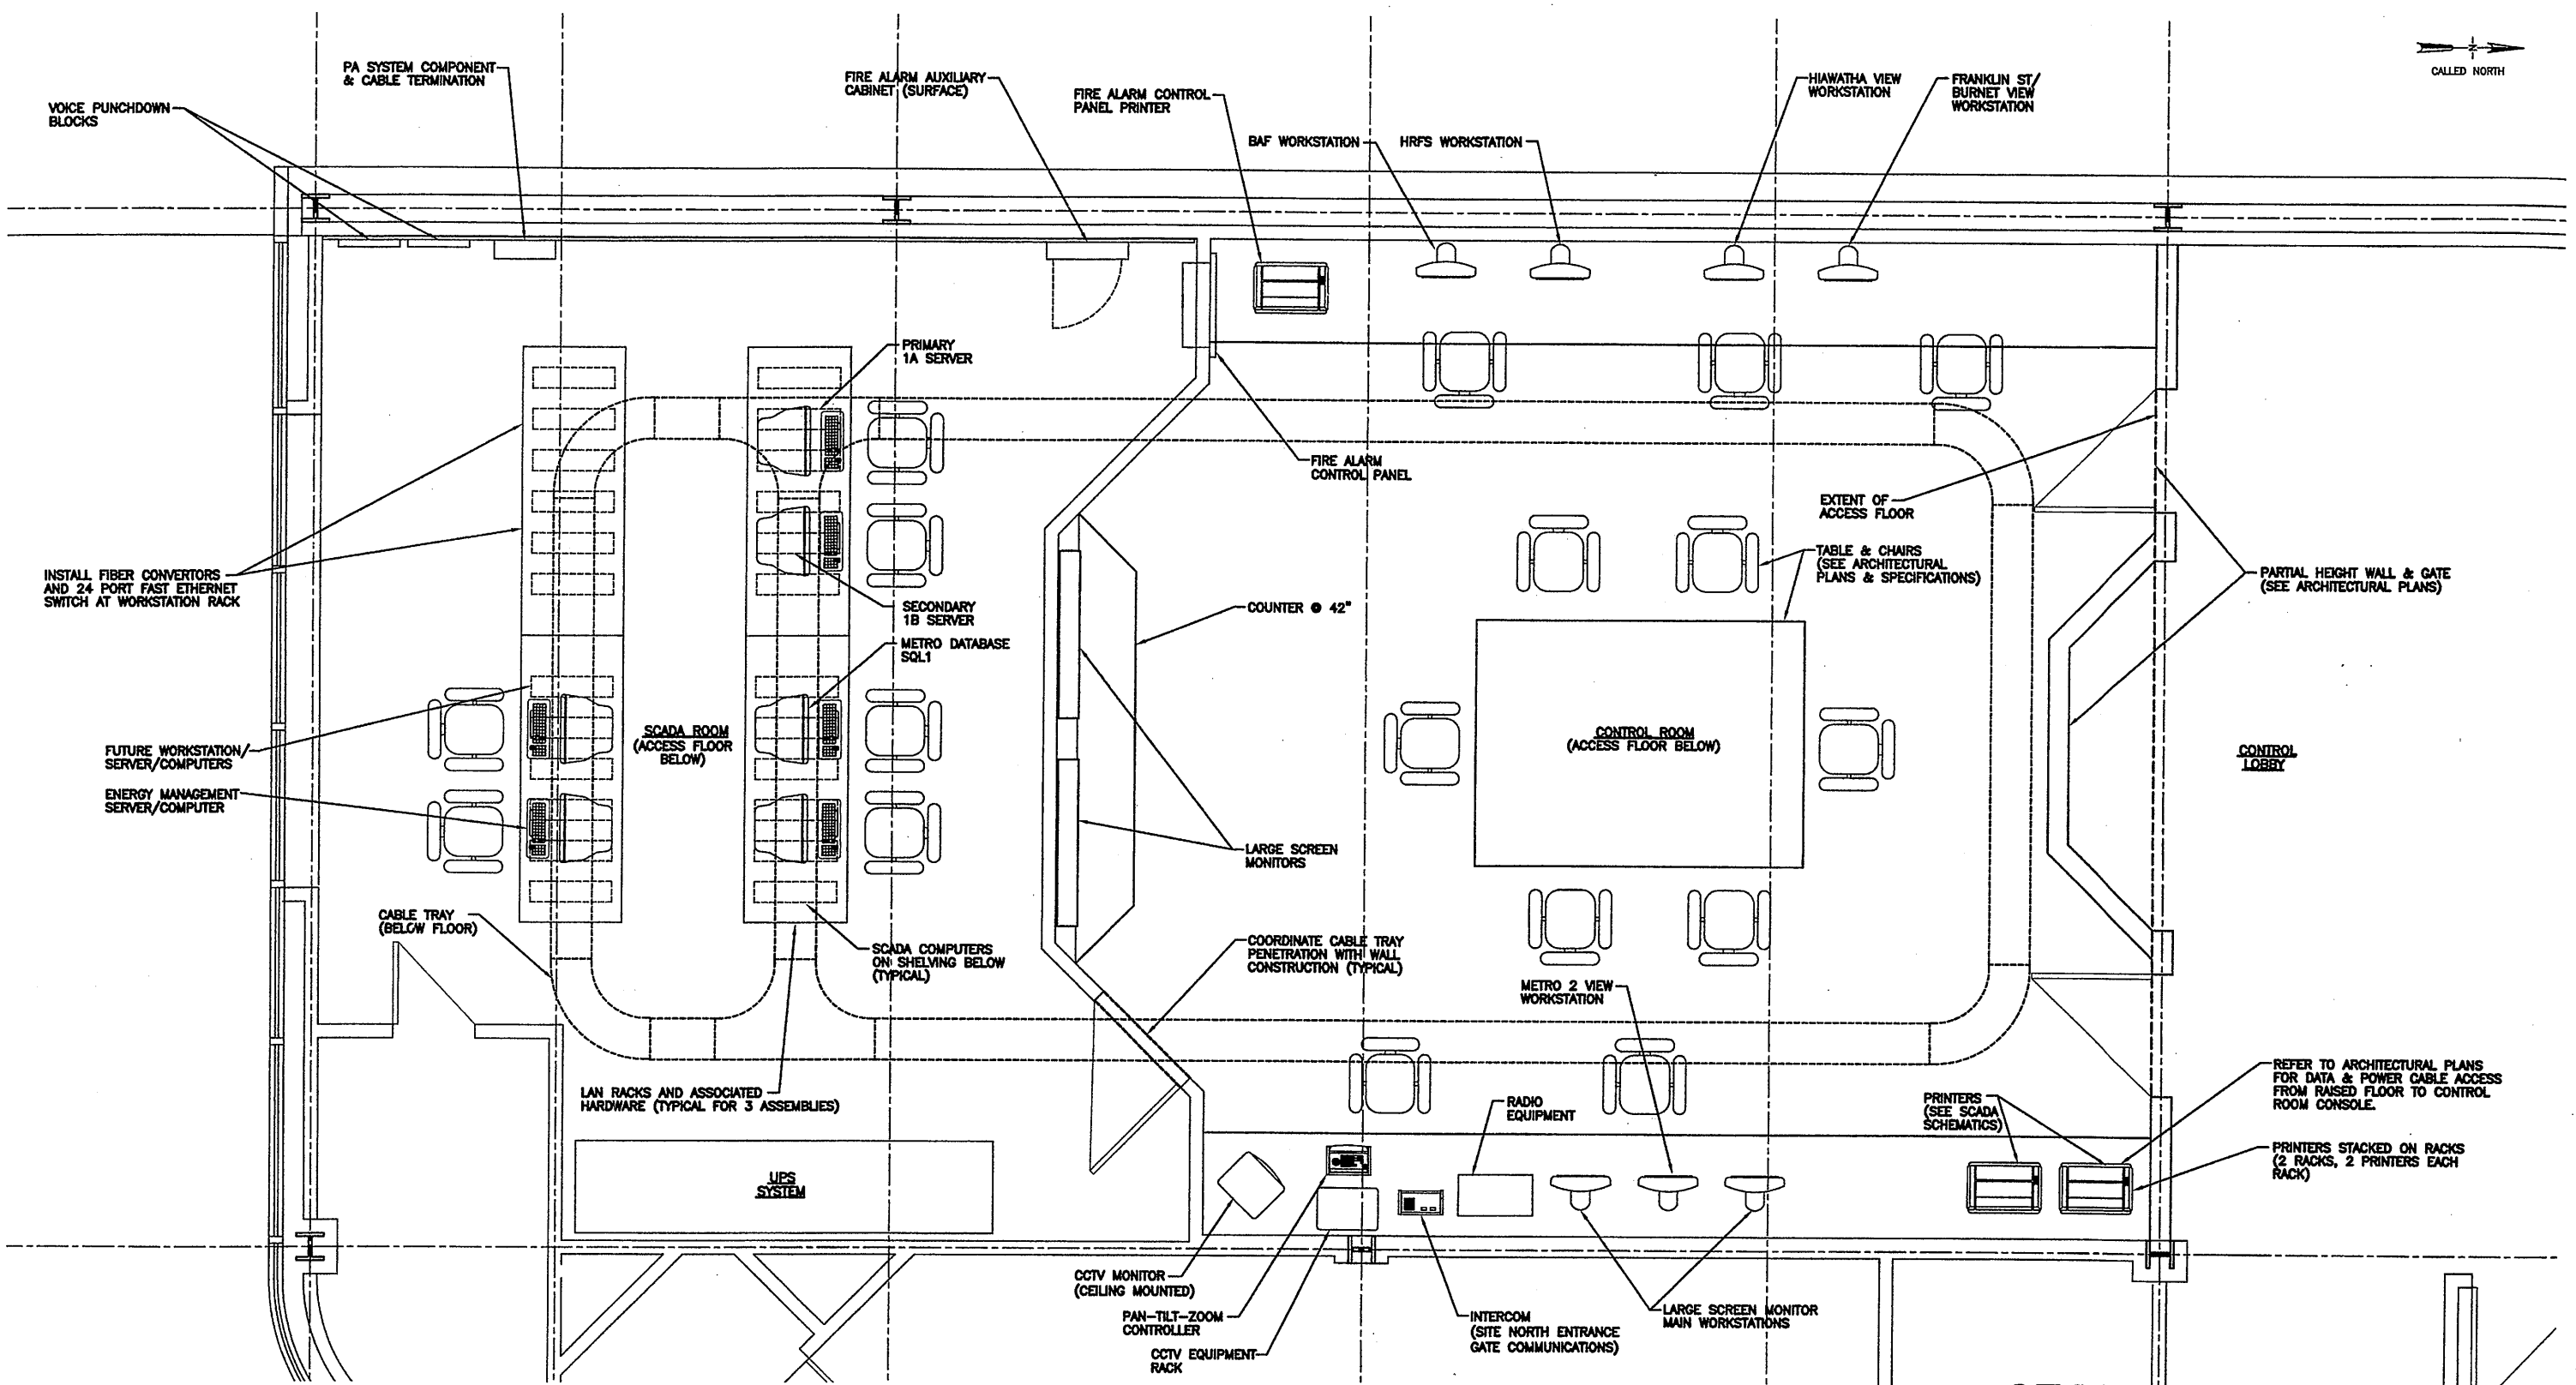 N
CALLED NORTH
PA SYSTEM COMPONENT
& CABLE TERMINATION
VOICE PUNCHDOWN
BLOCKS
FIRE ALARM AUXILIARY
CABINET (SURFACE)
FIRE ALARM CONTROL
PANEL PRINTER
BAF WORKSTATION
HRFS WORKSTATION
HIAWATHA VIEW
WORKSTATION
FRANKLIN ST/
BURNET VIEW
WORKSTATION
PRIMARY
1A SERVER
FIRE ALARM
CONTROL PANEL
EXTENT OF
ACCESS FLOOR
INSTALL FIBER CONVERTORS
AND 24 PORT FAST ETHERNET
SWITCH AT WORKSTATION RACK
SECONDARY
1B SERVER
COUNTER @ 42"
TABLE & CHAIRS
(SEE ARCHITECTURAL
PLANS & SPECIFICATIONS)
PARTIAL HEIGHT WALL & GATE
(SEE ARCHITECTURAL PLANS)
METRO DATABASE
SQL1
FUTURE WORKSTATION/
SERVER/COMPUTERS
SCADA ROOM
(ACCESS FLOOR
BELOW)
CONTROL ROOM
(ACCESS FLOOR BELOW)
CONTROL
LOBBY
ENERGY MANAGEMENT
SERVER/COMPUTER
LARGE SCREEN
MONITORS
CABLE TRAY
(BELOW FLOOR)
SCADA COMPUTERS
ON SHELVING BELOW
(TYPICAL)
COORDINATE CABLE TRAY
PENETRATION WITH WALL
CONSTRUCTION (TYPICAL)
METRO 2 VIEW
WORKSTATION
LAN RACKS AND ASSOCIATED
HARDWARE (TYPICAL FOR 3 ASSEMBLIES)
RADIO
EQUIPMENT
PRINTERS
(SEE SCADA
SCHEMATICS)
REFER TO ARCHITECTURAL PLANS
FOR DATA & POWER CABLE ACCESS
FROM RAISED FLOOR TO CONTROL
ROOM CONSOLE.
PRINTERS STACKED ON RACKS
(2 RACKS, 2 PRINTERS EACH
RACK)
UPS
SYSTEM
CCTV MONITOR
(CEILING MOUNTED)
PAN-TILT-ZOOM
CONTROLLER
CCTV EQUIPMENT
RACK
INTERCOM
(SITE NORTH ENTRANCE
GATE COMMUNICATIONS)
LARGE SCREEN MONITOR
MAIN WORKSTATIONS